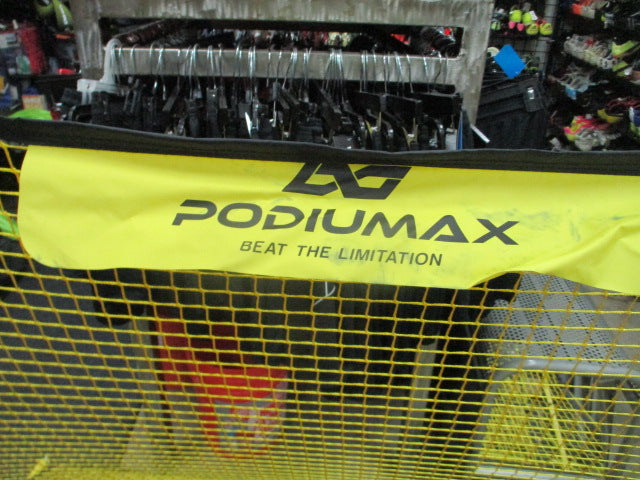 PODIUMAX
BEAT THE LIMITATION